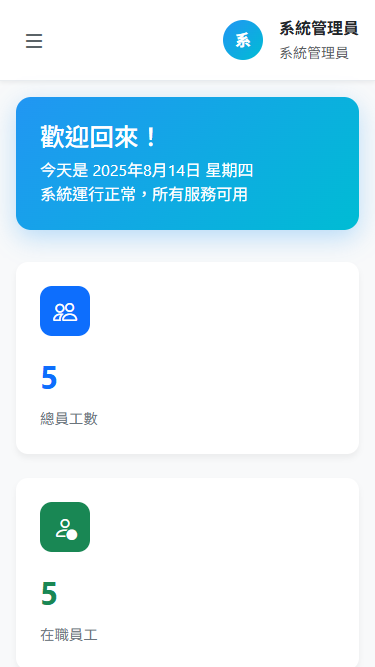 系
系統管理員
系統管理員
歡迎回來！
今天是 2025年8月14日 星期四
系統運行正常，所有服務可用
5
總員工數
5
在職員工